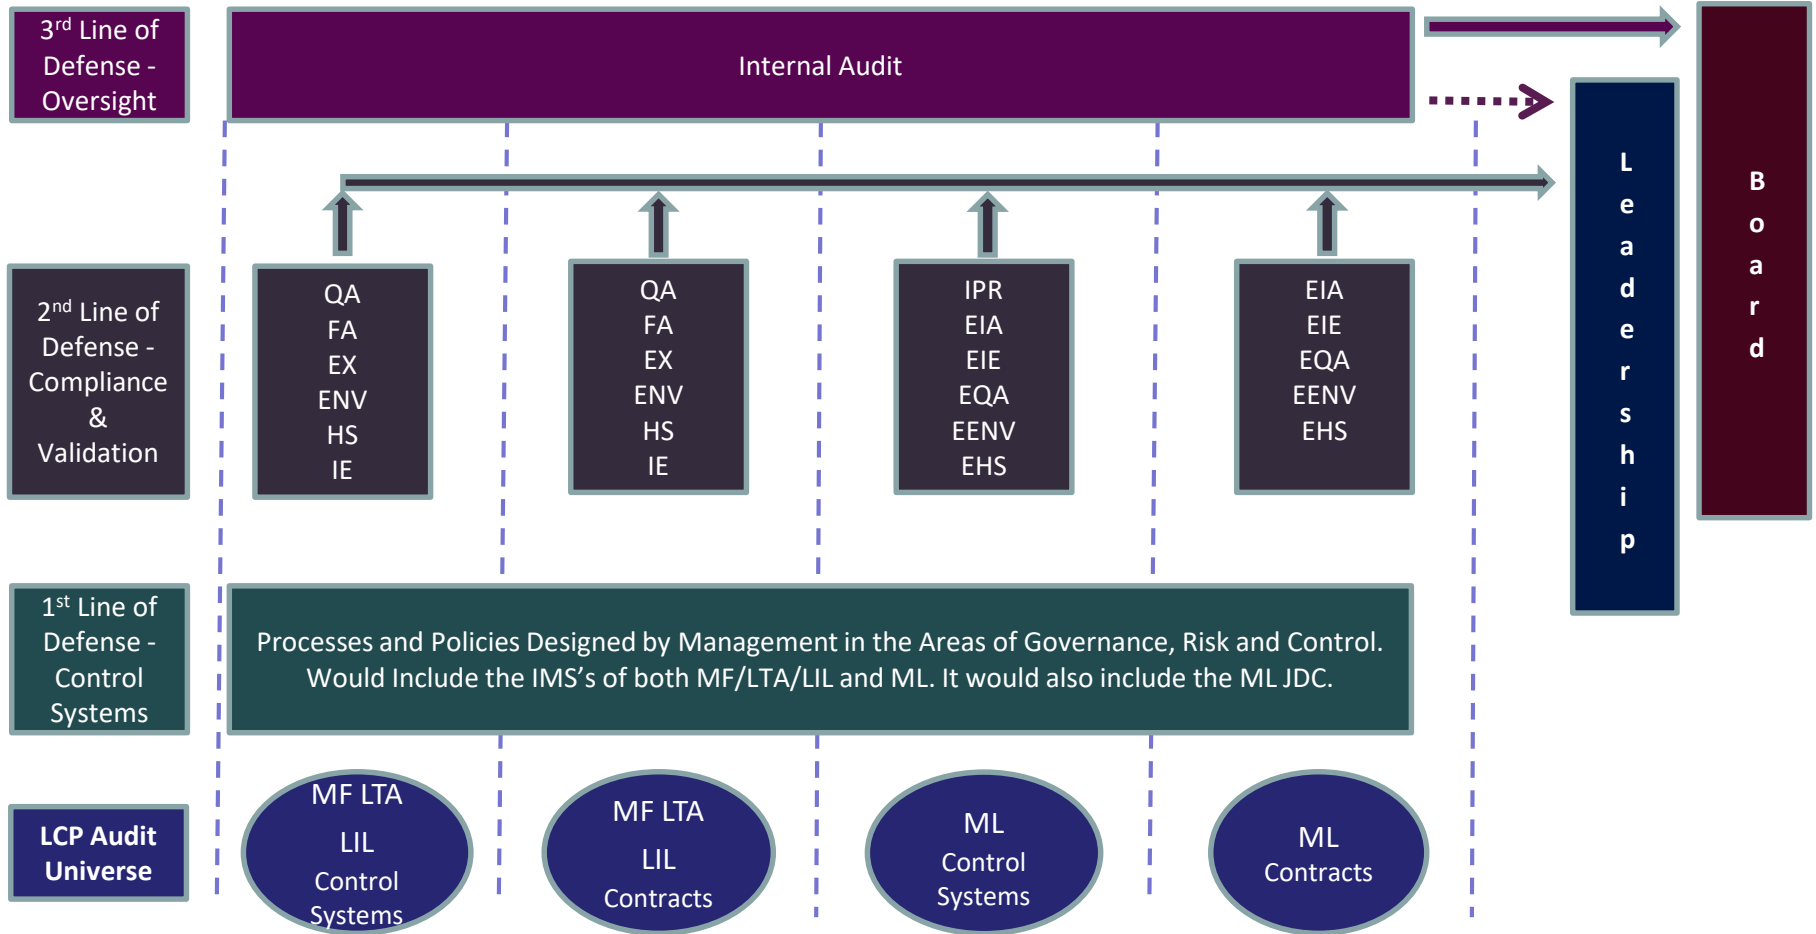 3rd Line of
Defense -
Oversight
Internal Audit
2nd Line of
Defense -
Compliance
&
Validation
QA
FA
EX
ENV
HS
IE
QA
FA
EX
ENV
HS
IE
IPR
EIA
EIE
EQA
EENV
EHS
EIA
EIE
EQA
EENV
EHS
Leadership
Board
1st Line of
Defense -
Control
Systems
Processes and Policies Designed by Management in the Areas of Governance, Risk and Control.
Would Include the IMS’s of both MF/LTA/LIL and ML. It would also include the ML JDC.
LCP Audit
Universe
MF LTA
LIL
Control
Systems
MF LTA
LIL
Contracts
ML
Control
Systems
ML
Contracts